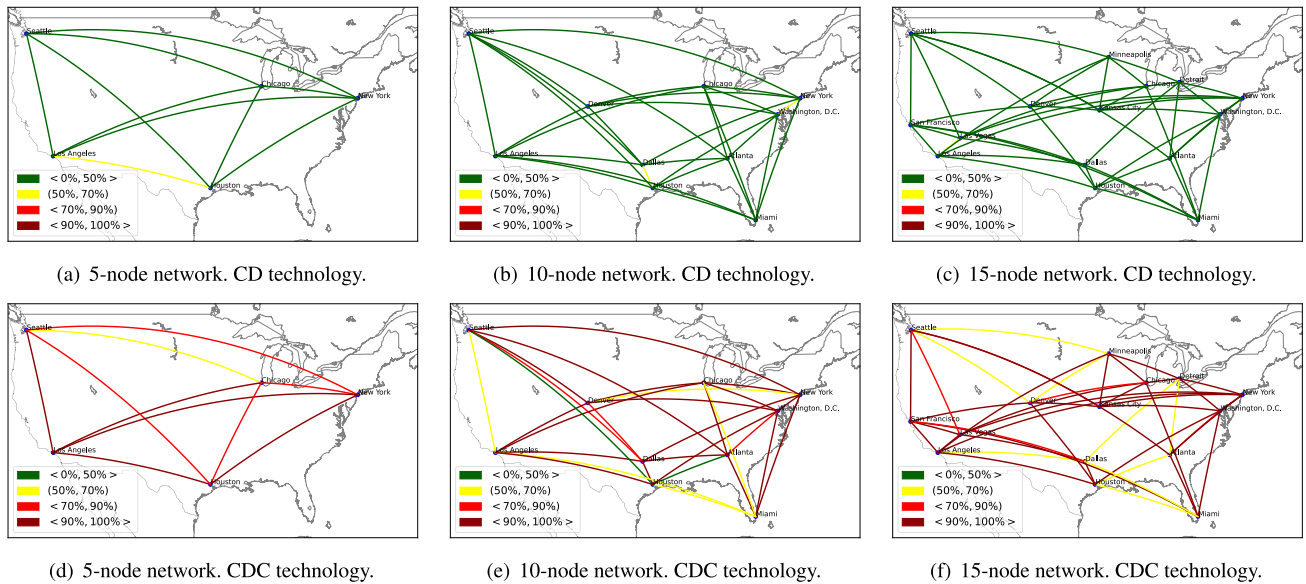 Seattle
Chicago
New York
Los Angeles
Houston
< 0%, 50% >
(50%, 70%)
< 70%, 90%)
< 90%, 100% >
(a) 5-node network. CD technology.
Seattle
Chicago
New York
Denver
Washington, D.C.
Los Angeles
Atlanta
Dallas
Houston
Miami
< 0%, 50% >
(50%, 70%)
< 70%, 90%)
< 90%, 100% >
(b) 10-node network. CD technology.
Seattle
Minneapolis
Detroit
Chicago
New York
Denver
Kansas City
Washington, D.C.
San Francisco
Las Vegas
Los Angeles
Atlanta
Dallas
Houston
Miami
< 0%, 50% >
(50%, 70%)
< 70%, 90%)
< 90%, 100% >
(c) 15-node network. CD technology.
Seattle
Chicago
New York
Los Angeles
Houston
< 0%, 50% >
(50%, 70%)
< 70%, 90%)
< 90%, 100% >
(d) 5-node network. CDC technology.
Seattle
Chicago
New York
Denver
Washington, D.C.
Los Angeles
Atlanta
Dallas
Houston
Miami
< 0%, 50% >
(50%, 70%)
< 70%, 90%)
< 90%, 100% >
(e) 10-node network. CDC technology.
Seattle
Minneapolis
Detroit
Chicago
New York
Denver
Kansas City
Washington, D.C.
San Francisco
Las Vegas
Los Angeles
Atlanta
Dallas
Houston
Miami
< 0%, 50% >
(50%, 70%)
< 70%, 90%)
< 90%, 100% >
(f) 15-node network. CDC technology.